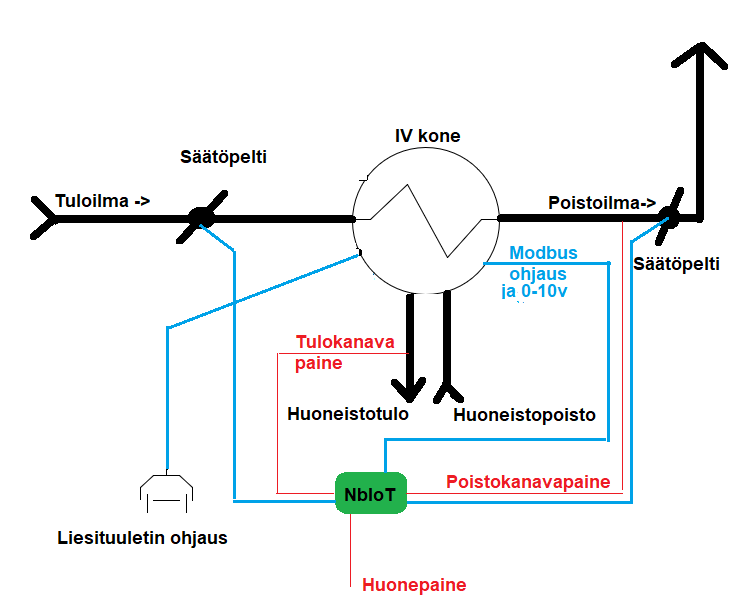 IV kone
Säätöpelti
Tuloilma ->
Poistoilma->
Säätöpelti
Modbus
ohjaus
ja 0-10v
Tulokanava
paine
Huoneistotulo
Huoneistopoisto
NbIoT
Poistokanavapaine
Liesituuletin ohjaus
Huonepaine